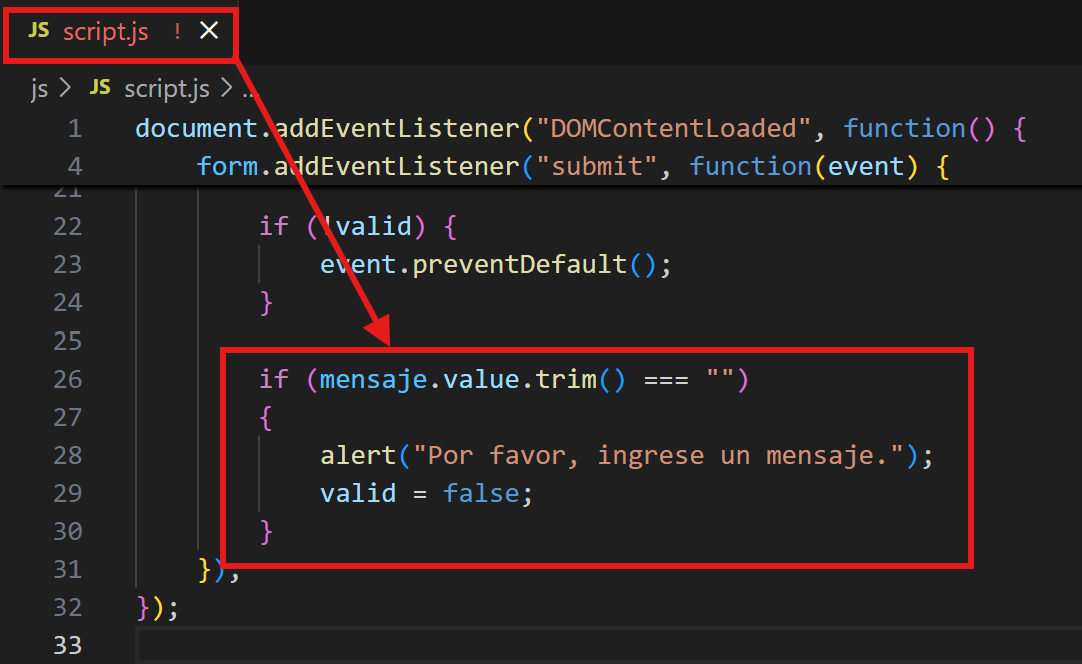 JS script.js ! ×
js > JS script.js > ...
1 document.addEventListener("DOMContentLoaded", function() {
4 form.addEventListener("submit", function(event) {
21
22 if (!valid) {
23 event.preventDefault();
24 }
25
26 if (mensaje.value.trim() === "")
27 {
28 alert("Por favor, ingrese un mensaje.");
29 valid = false;
30 }
31 });
32 });
33